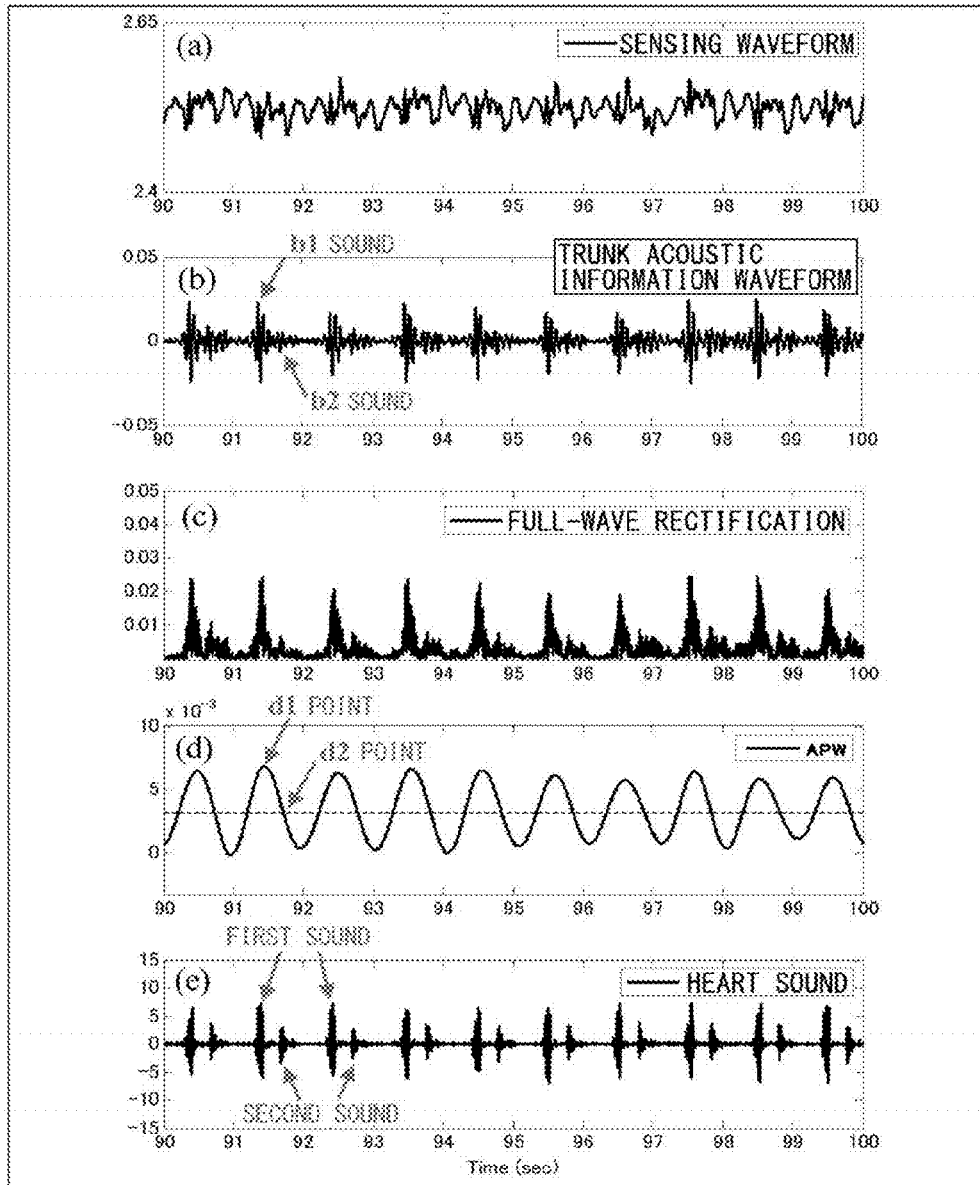 2.65
(a)
SENSING WAVEFORM
2.4
90 91 92 93 94 95 96 97 98 99 100
b1 SOUND
0.05
(b)
TRUNK ACOUSTIC
INFORMATION WAVEFORM
0
b2 SOUND
-0.05
90 91 92 93 94 95 96 97 98 99 100
0.05
(c)
FULL-WAVE RECTIFICATION
0.04
0.03
0.02
0.01
90 91 92 93 94 95 96 97 98 99 100
x 10⁻³
d1 POINT
10
(d)
d2 POINT
APW
5
0
90 91 92 93 94 95 96 97 98 99 100
FIRST SOUND
15
(e)
HEART SOUND
10
5
0
-5
-10
SECOND SOUND
-15
90 91 92 93 94 95 96 97 98 99 100
Time (sec)